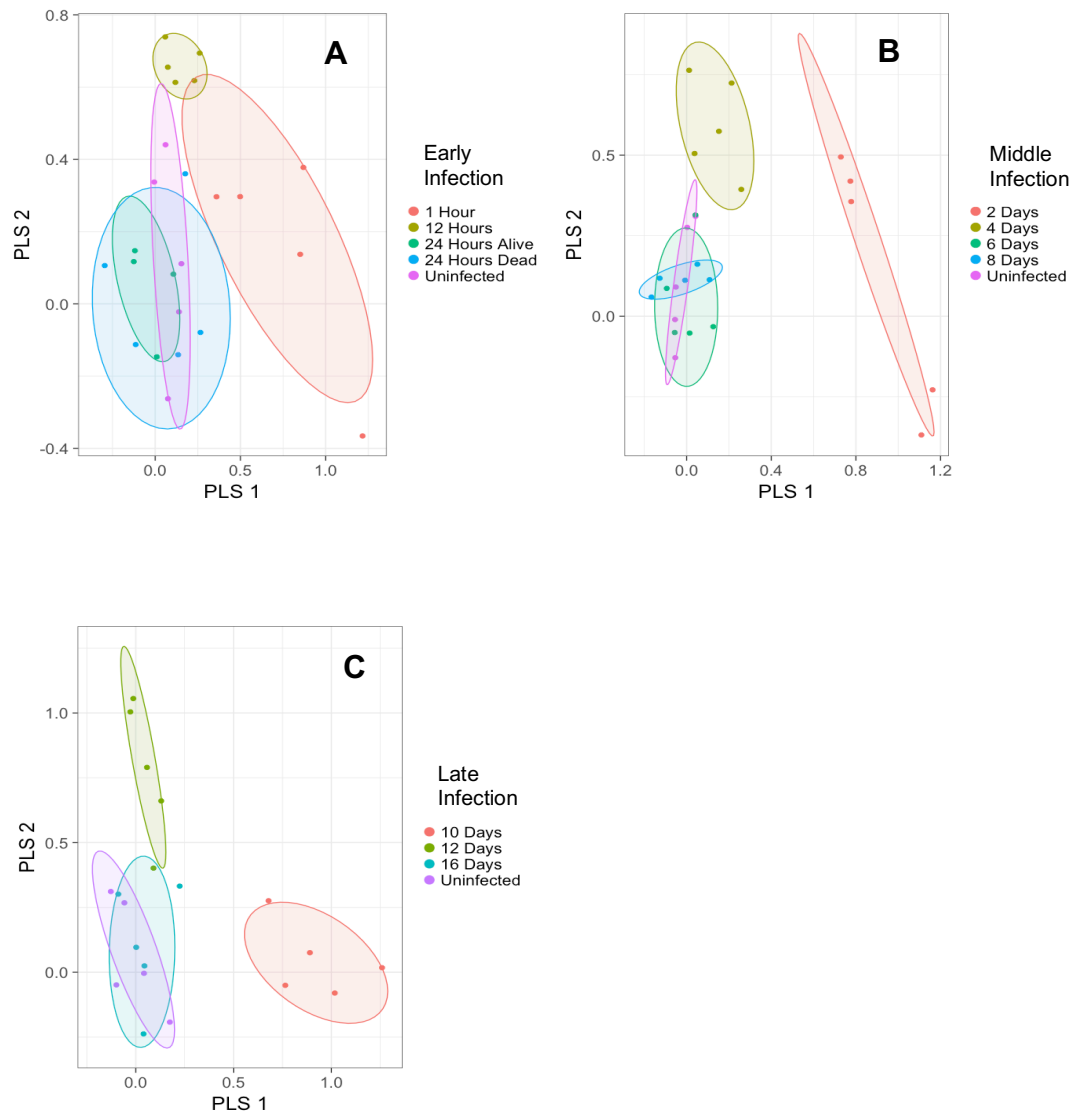 A
0.8
0.4
0.0
-0.4
PLS 2
0.0
0.5
1.0
PLS 1
Early
Infection
1 Hour
12 Hours
24 Hours Alive
24 Hours Dead
Uninfected
B
0.5
0.0
PLS 2
0.0
0.4
0.8
1.2
PLS 1
Middle
Infection
2 Days
4 Days
6 Days
8 Days
Uninfected
C
1.0
0.5
0.0
PLS 2
0.0
0.5
1.0
PLS 1
Late
Infection
10 Days
12 Days
16 Days
Uninfected